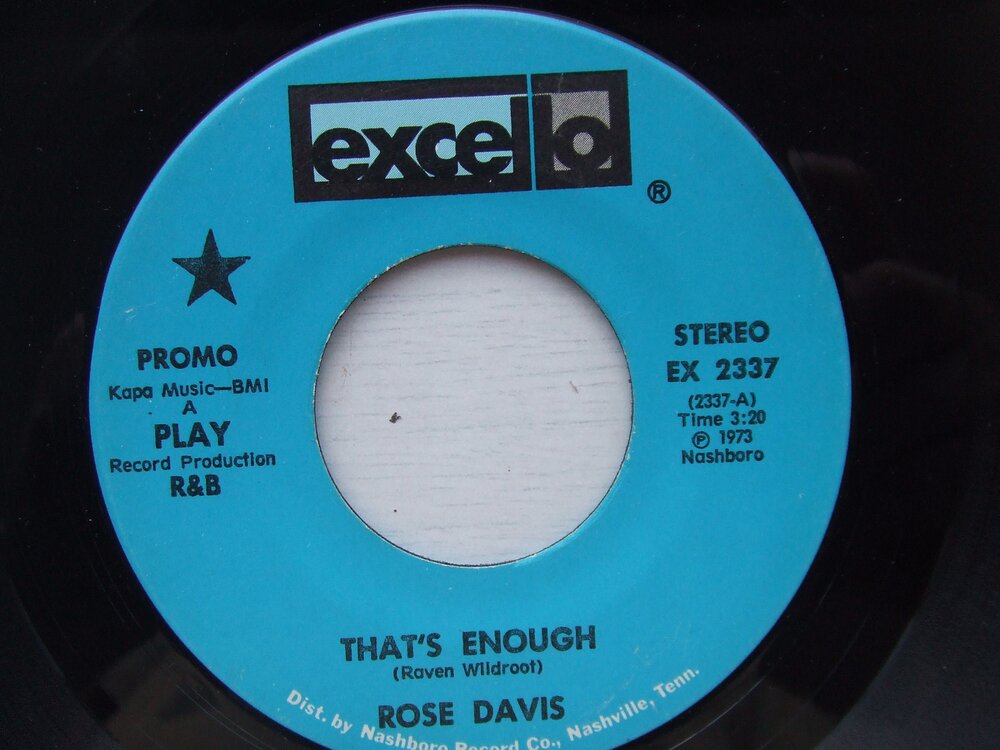 excello
®
PROMO
Kapa Music—BMI
A
PLAY
Record Production
R&B
STEREO
EX 2337
(2337-A)
Time 3:20
℗ 1973
Nashboro
THAT'S ENOUGH
(Raven Wildroot)
ROSE DAVIS
Dist. by Nashboro Record Co., Nashville, Tenn.